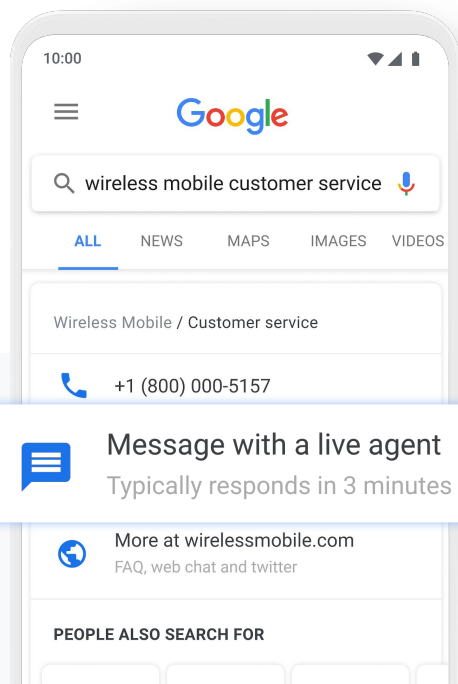 10:00
Google
wireless mobile customer service
ALL NEWS MAPS IMAGES VIDEOS
Wireless Mobile / Customer service
+1 (800) 000-5157
Message with a live agent
Typically responds in 3 minutes
More at wirelessmobile.com
FAQ, web chat and twitter
PEOPLE ALSO SEARCH FOR